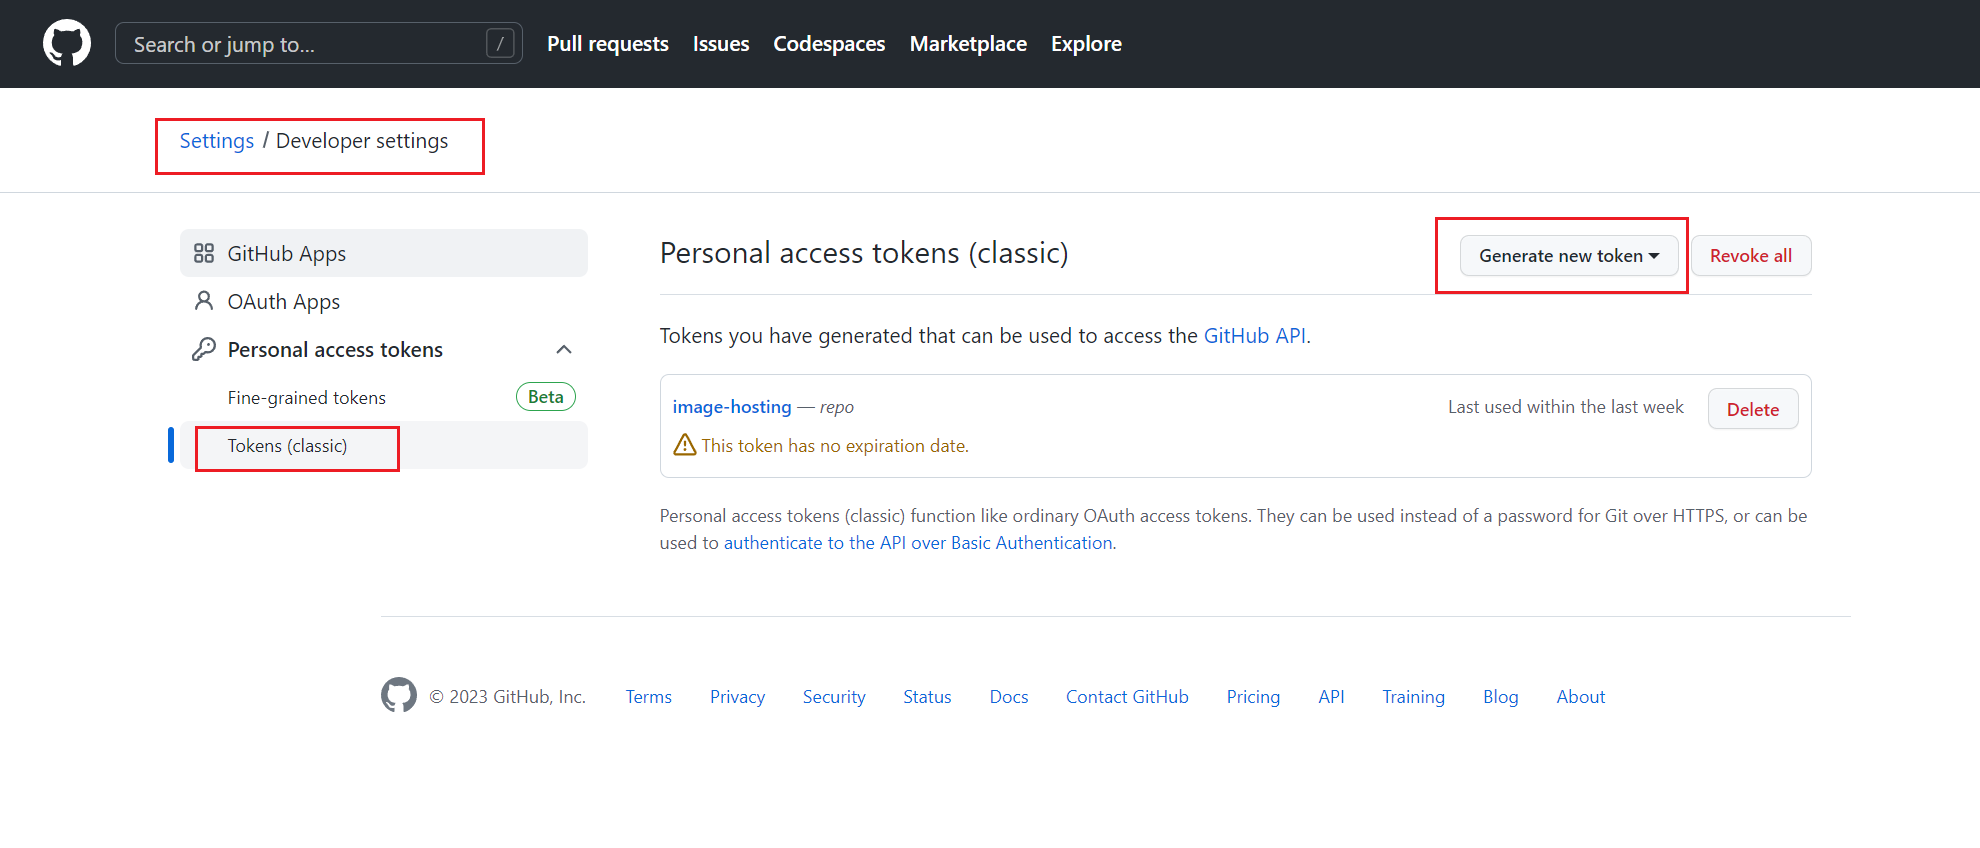 Search or jump to... / Pull requests Issues Codespaces Marketplace Explore
Settings / Developer settings
GitHub Apps
OAuth Apps
Personal access tokens
Fine-grained tokens Beta
Tokens (classic)
Personal access tokens (classic) Generate new token Revoke all
Tokens you have generated that can be used to access the GitHub API.
image-hosting — repo Last used within the last week Delete
This token has no expiration date.
Personal access tokens (classic) function like ordinary OAuth access tokens. They can be used instead of a password for Git over HTTPS, or can be
used to authenticate to the API over Basic Authentication.
© 2023 GitHub, Inc. Terms Privacy Security Status Docs Contact GitHub Pricing API Training Blog About